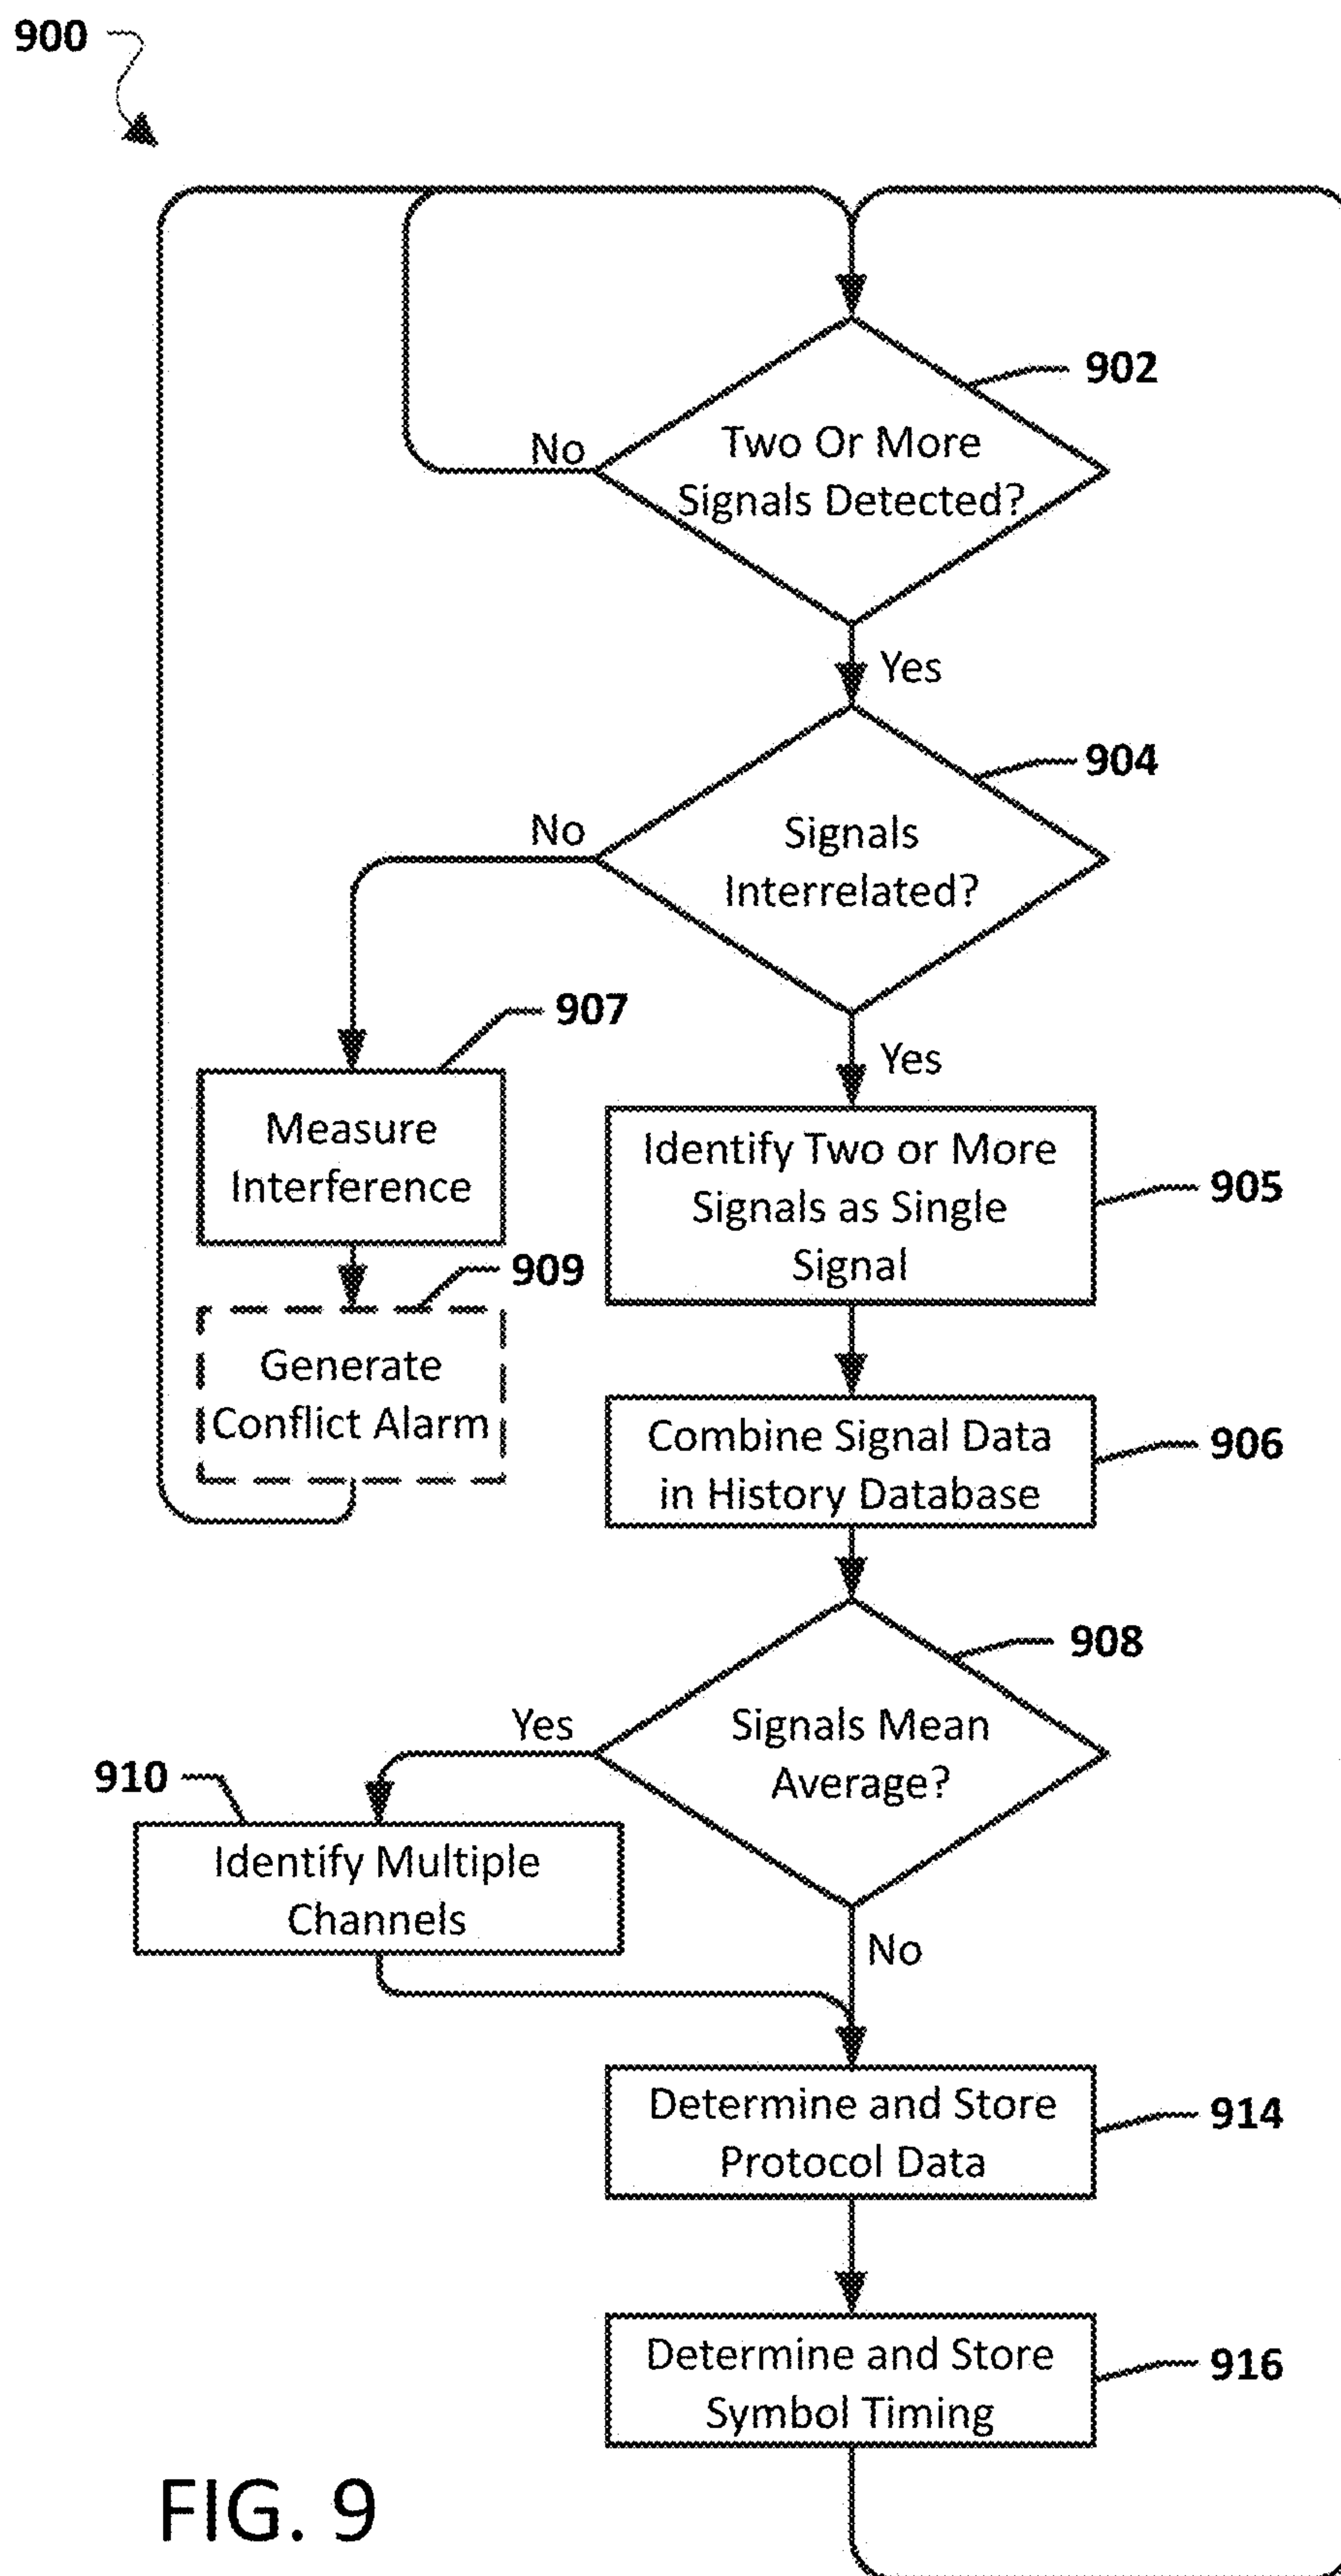 900
902
Two Or More
Signals Detected?
No
Yes
904
Signals
Interrelated?
No
Yes
907
Measure
Interference
905
Identify Two or More
Signals as Single
Signal
909
Generate
Conflict Alarm
906
Combine Signal Data
in History Database
908
Signals Mean
Average?
Yes
910
Identify Multiple
Channels
No
914
Determine and Store
Protocol Data
916
Determine and Store
Symbol Timing
FIG. 9